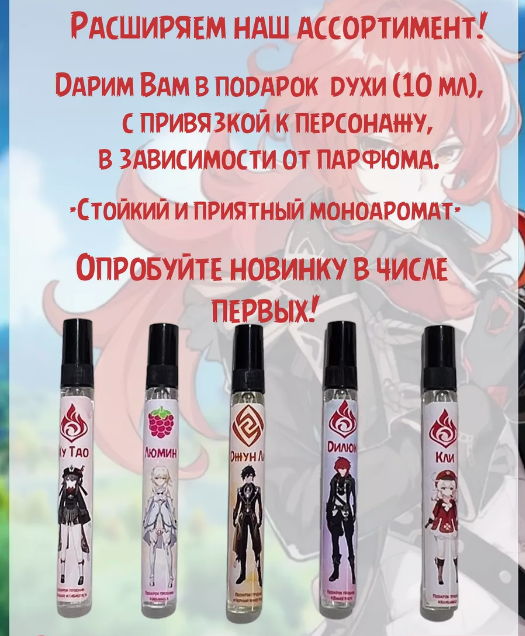 Расширяем наш ассортимент!
Дарим Вам в подарок духи (10 мл),
с привязкой к персонажу,
в зависимости от парфюма.
·Стойкий и приятный моноаромат·
Опробуйте новинку в числе
первых!
Ху Тао
Люмин
Джун Ли
Дилюк
Кли